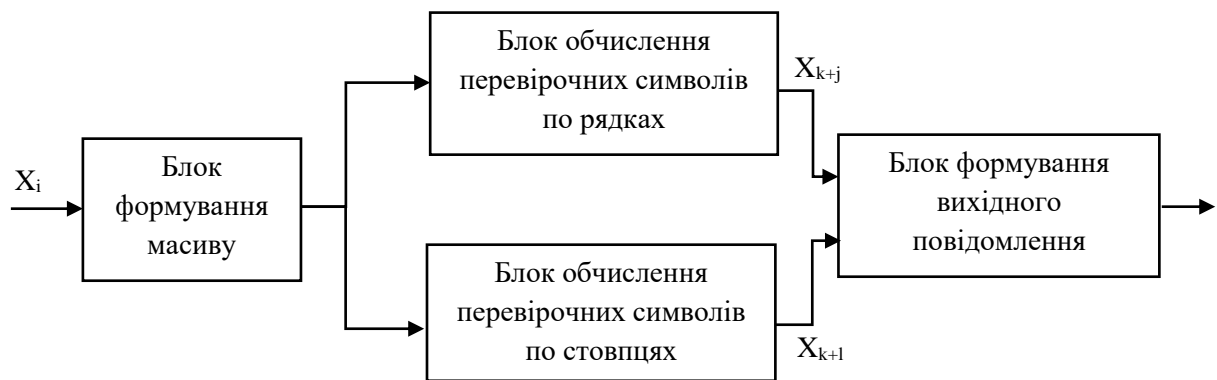 Xᵢ
Блок
формування
масиву
Блок обчислення
перевірочних символів
по рядках
Xₖ₊ⱼ
Блок обчислення
перевірочних символів
по стовпцях
Xₖ₊ₗ
Блок формування
вихідного
повідомлення